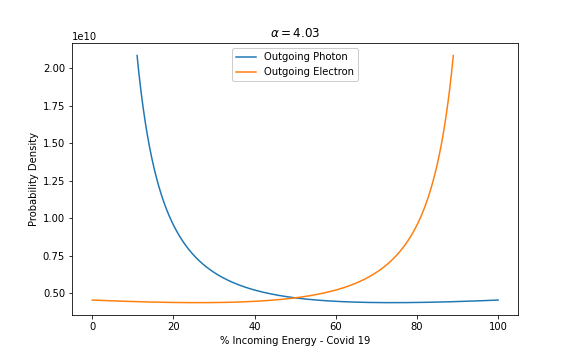 α = 4.03
1e10
Outgoing Photon
Outgoing Electron
2.00
1.75
1.50
1.25
1.00
0.75
0.50
Probability Density
0 20 40 60 80 100
% Incoming Energy - Covid 19